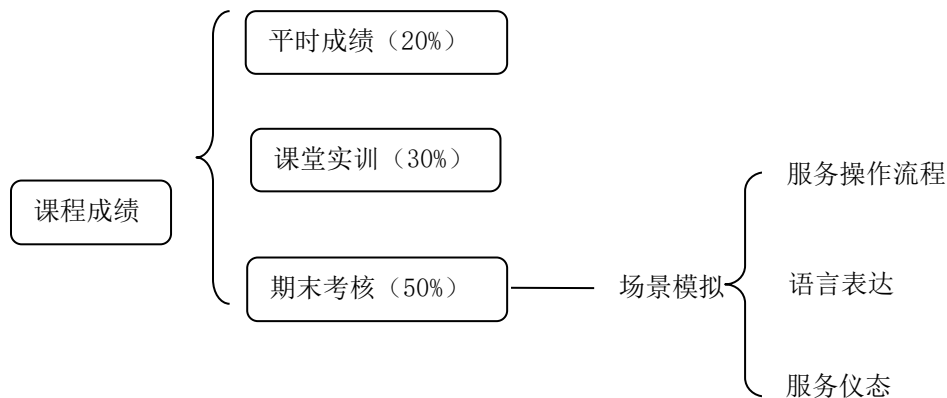 平时成绩（20%）
课堂实训（30%）
课程成绩
期末考核（50%）
场景模拟
服务操作流程
语言表达
服务仪态